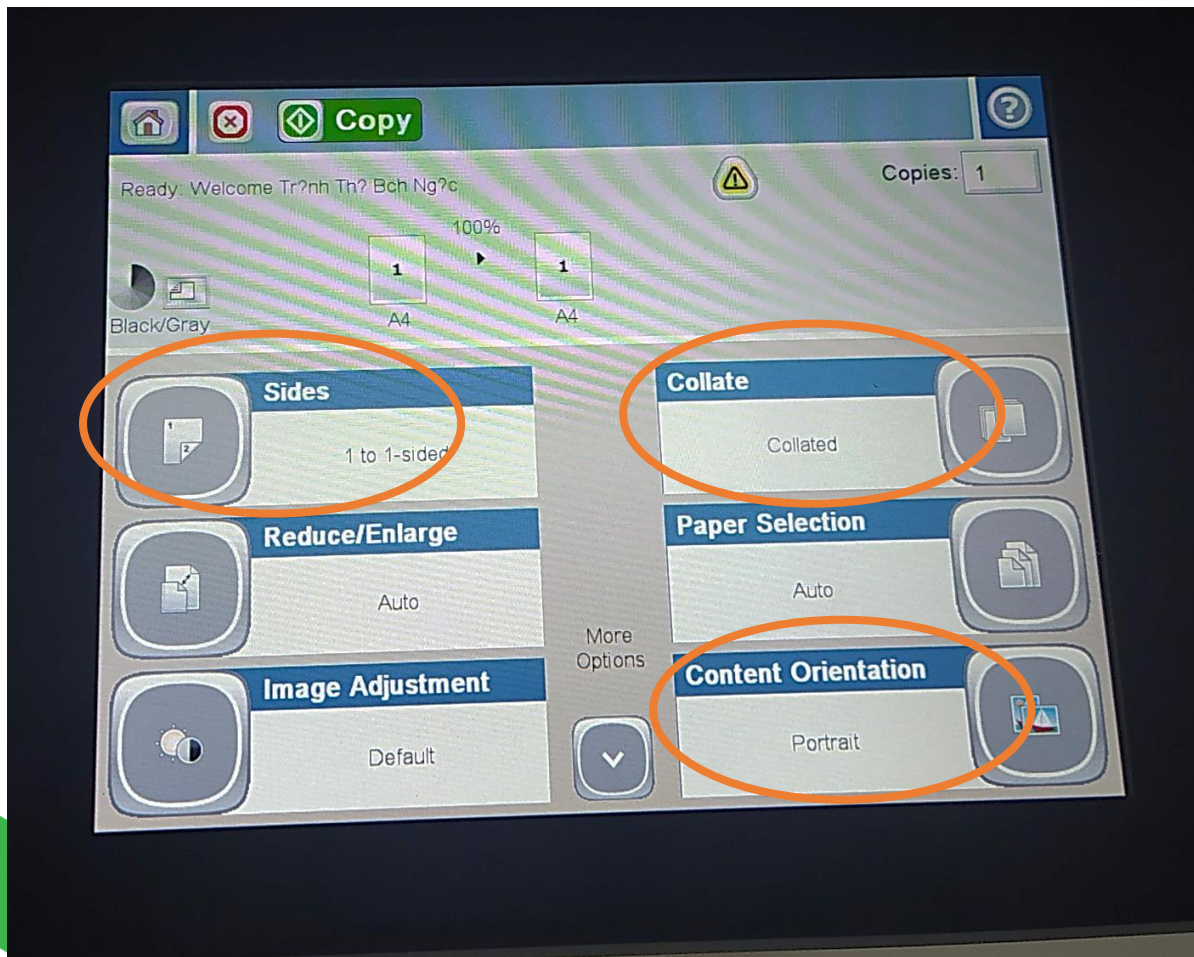 Copy
Ready: Welcome Tr?nh Th? Bch Ng?c
Copies: 1
100%
1
1
A4
A4
Black/Gray
Sides
1 to 1-sided
Collate
Collated
Reduce/Enlarge
Auto
Paper Selection
Auto
More
Options
Image Adjustment
Default
Content Orientation
Portrait